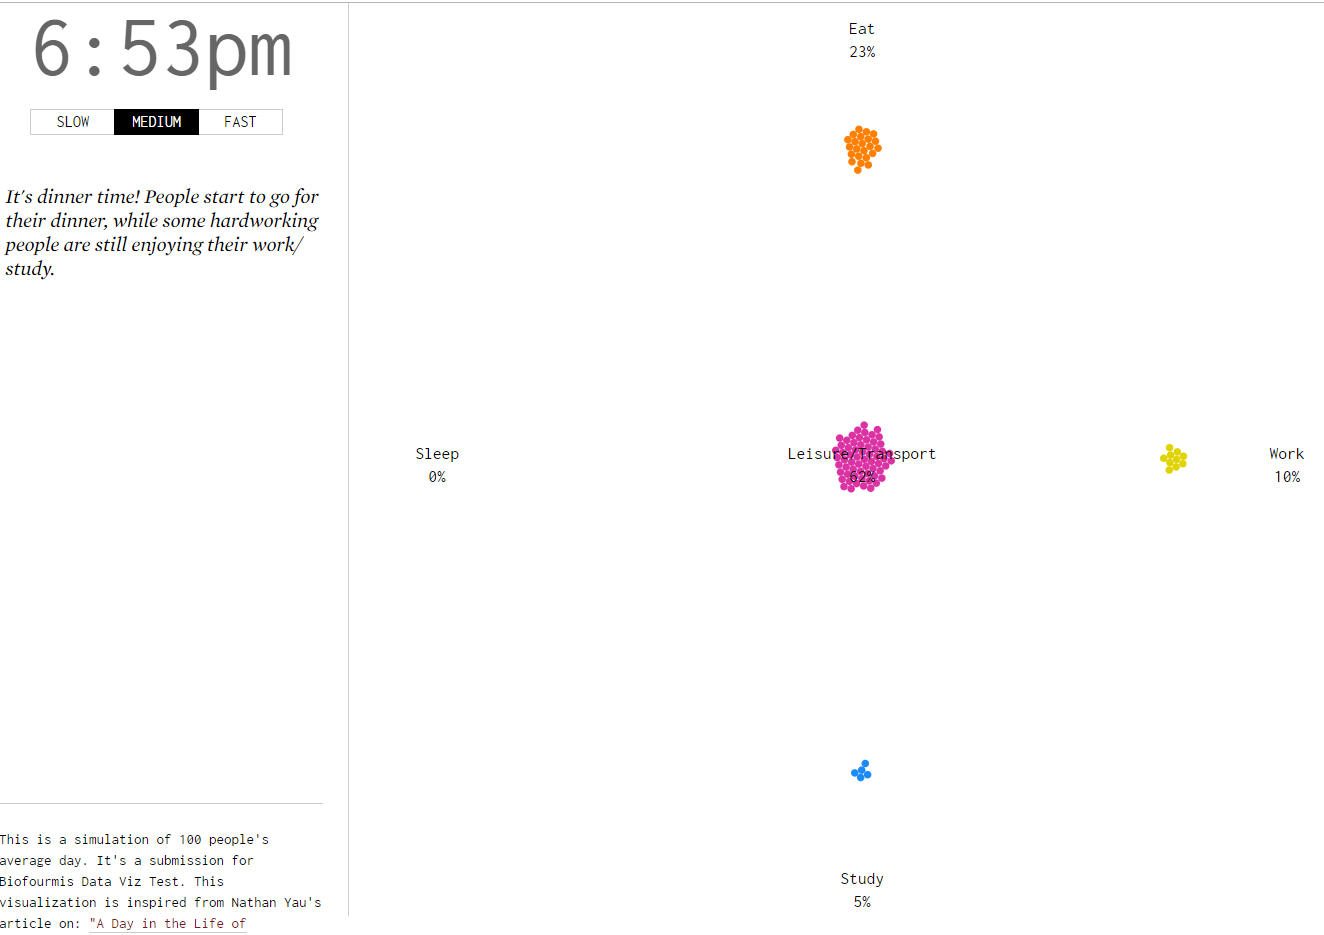 6:53pm
SLOW MEDIUM FAST
It's dinner time! People start to go for
their dinner, while some hardworking
people are still enjoying their work/
study.
Eat
23%
Sleep
0%
Leisure/Transport
62%
Work
10%
Study
5%
This is a simulation of 100 people's
average day. It's a submission for
Biofourmis Data Viz Test. This
visualization is inspired from Nathan Yau's
article on: "A Day in the Life of